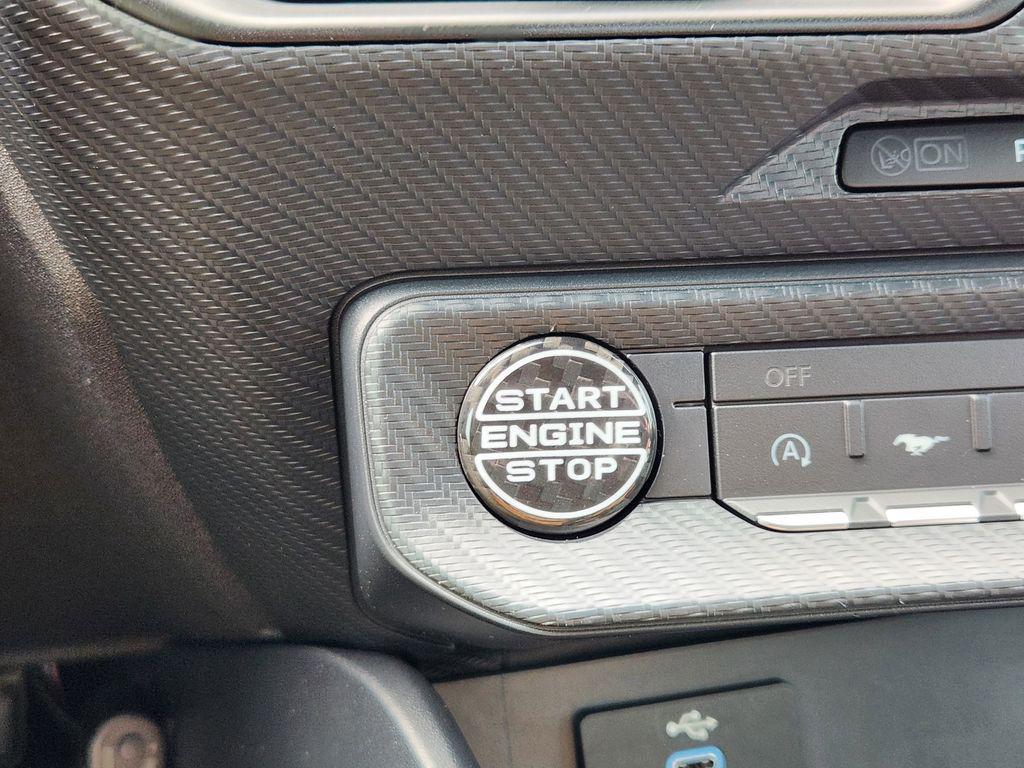 ON
P
START
ENGINE
STOP
OFF
A